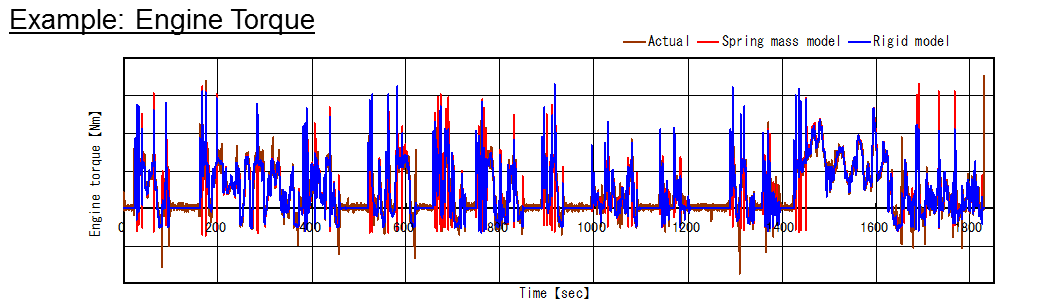 Example: Engine Torque
Actual Spring mass model Rigid model
Engine torque【Nm】
0 200 400 600 800 1000 1200 1400 1600 1800
Time【sec】